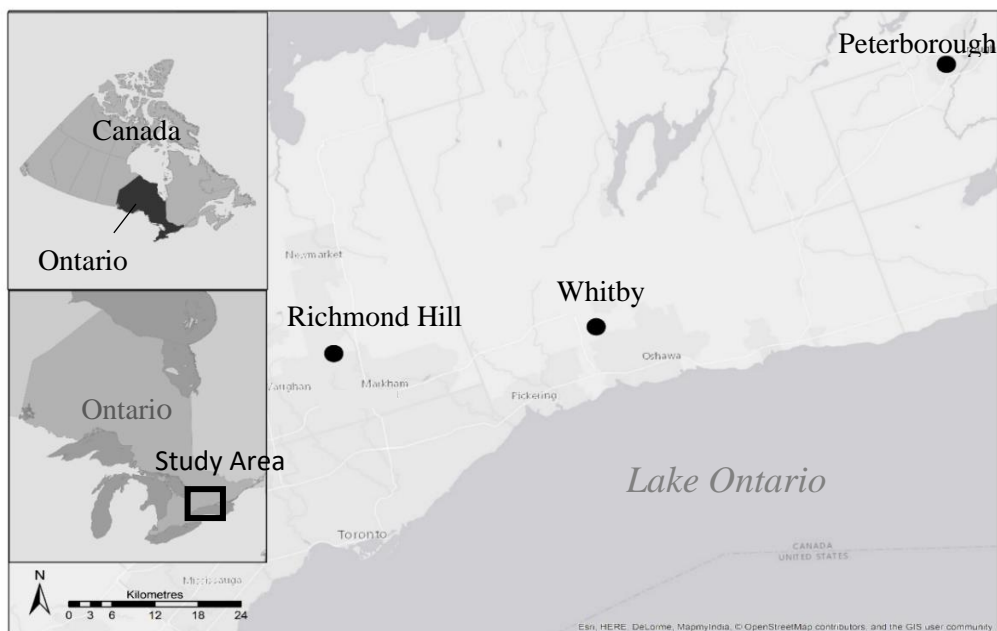 Canada
Ontario
Ontario
Study Area
Peterborough
Newmarket
Richmond Hill
Whitby
Vaughan
Markham
Oshawa
Pickering
Lake Ontario
Toronto
CANADA
UNITED STATES
Mississauga
N
Kilometres
0 3 6 12 18 24
Esri, HERE, DeLorme, MapmyIndia, © OpenStreetMap contributors, and the GIS user community